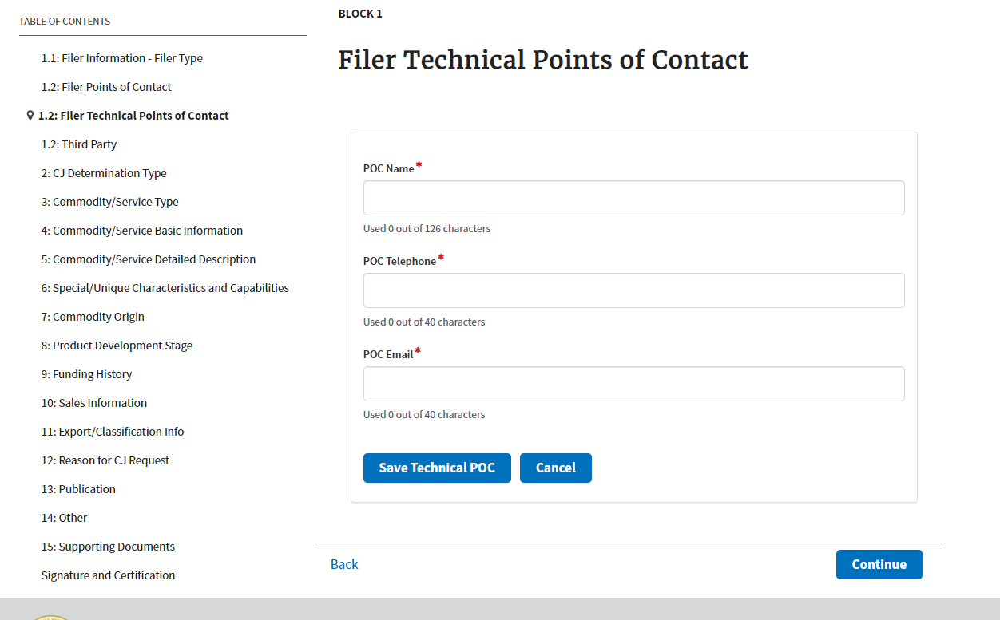 TABLE OF CONTENTS
1.1: Filer Information - Filer Type
1.2: Filer Points of Contact
1.2: Filer Technical Points of Contact
1.2: Third Party
2: CJ Determination Type
3: Commodity/Service Type
4: Commodity/Service Basic Information
5: Commodity/Service Detailed Description
6: Special/Unique Characteristics and Capabilities
7: Commodity Origin
8: Product Development Stage
9: Funding History
10: Sales Information
11: Export/Classification Info
12: Reason for CJ Request
13: Publication
14: Other
15: Supporting Documents
Signature and Certification
BLOCK 1
Filer Technical Points of Contact
POC Name*
Used 0 out of 126 characters
POC Telephone*
Used 0 out of 40 characters
POC Email*
Used 0 out of 40 characters
Save Technical POC Cancel
Back Continue